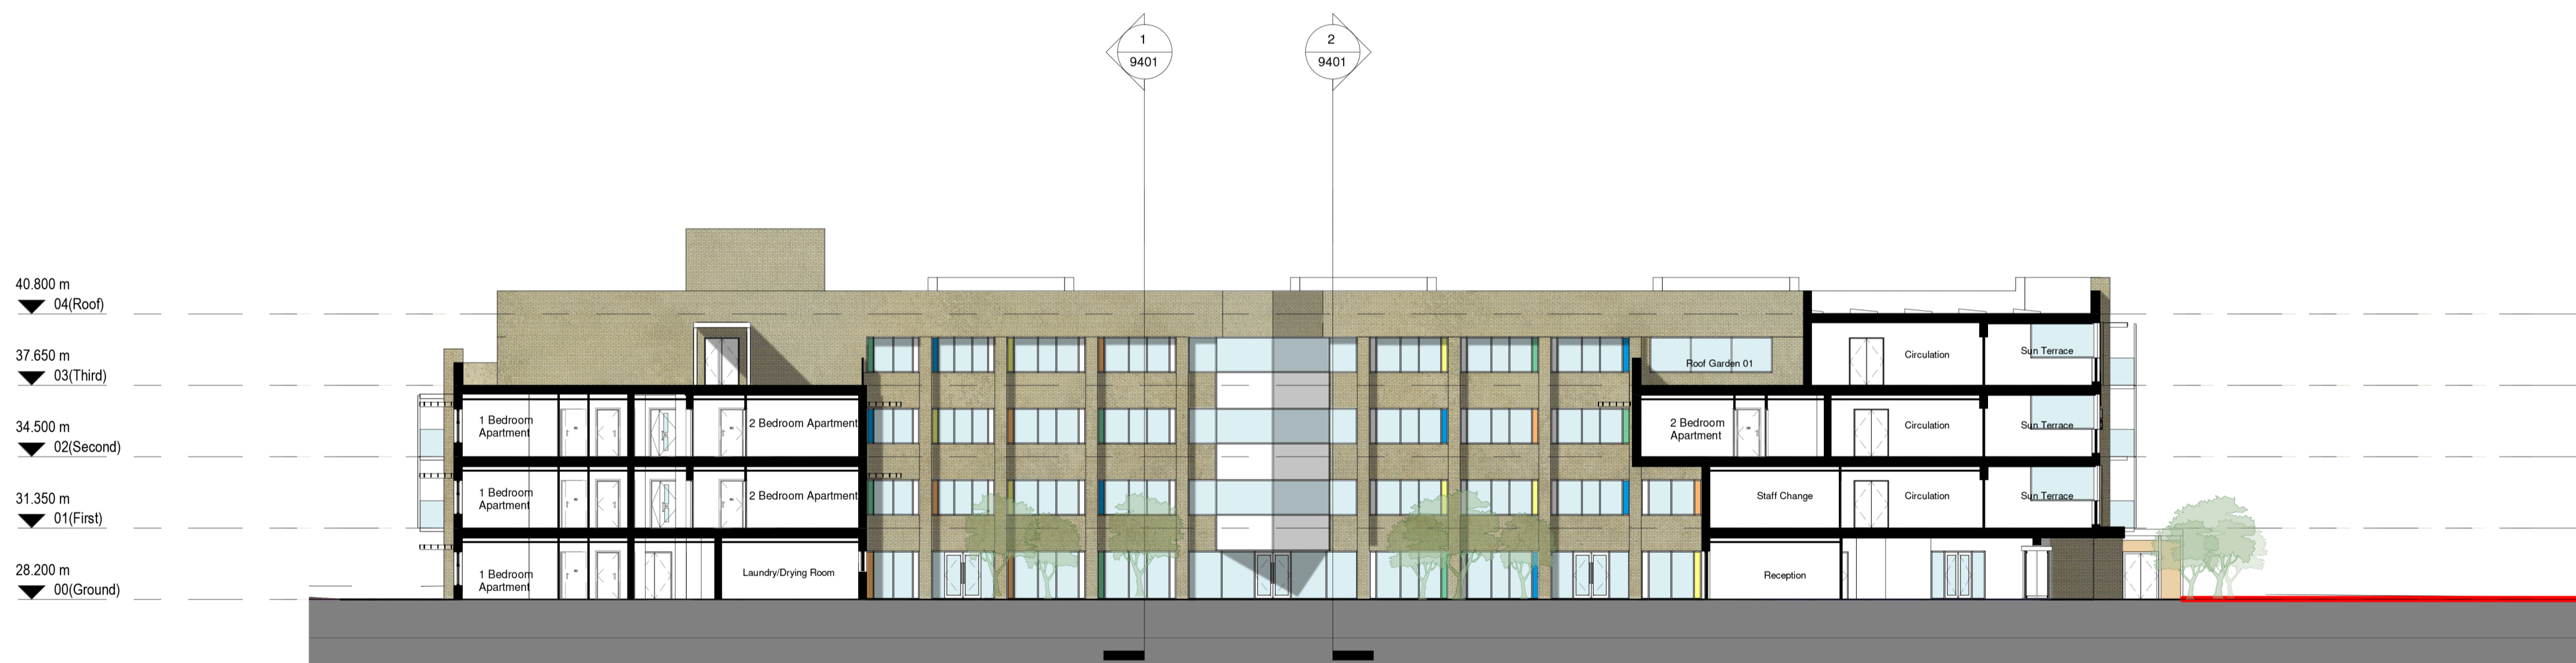 1
9401
2
9401
40.800 m
04(Roof)
37.650 m
03(Third)
Roof Garden 01
Circulation
Sun Terrace
34.500 m
02(Second)
1 Bedroom
Apartment
2 Bedroom Apartment
2 Bedroom
Apartment
Circulation
Sun Terrace
31.350 m
01(First)
1 Bedroom
Apartment
2 Bedroom Apartment
Staff Change
Circulation
Sun Terrace
28.200 m
00(Ground)
1 Bedroom
Apartment
Laundry/Drying Room
Reception